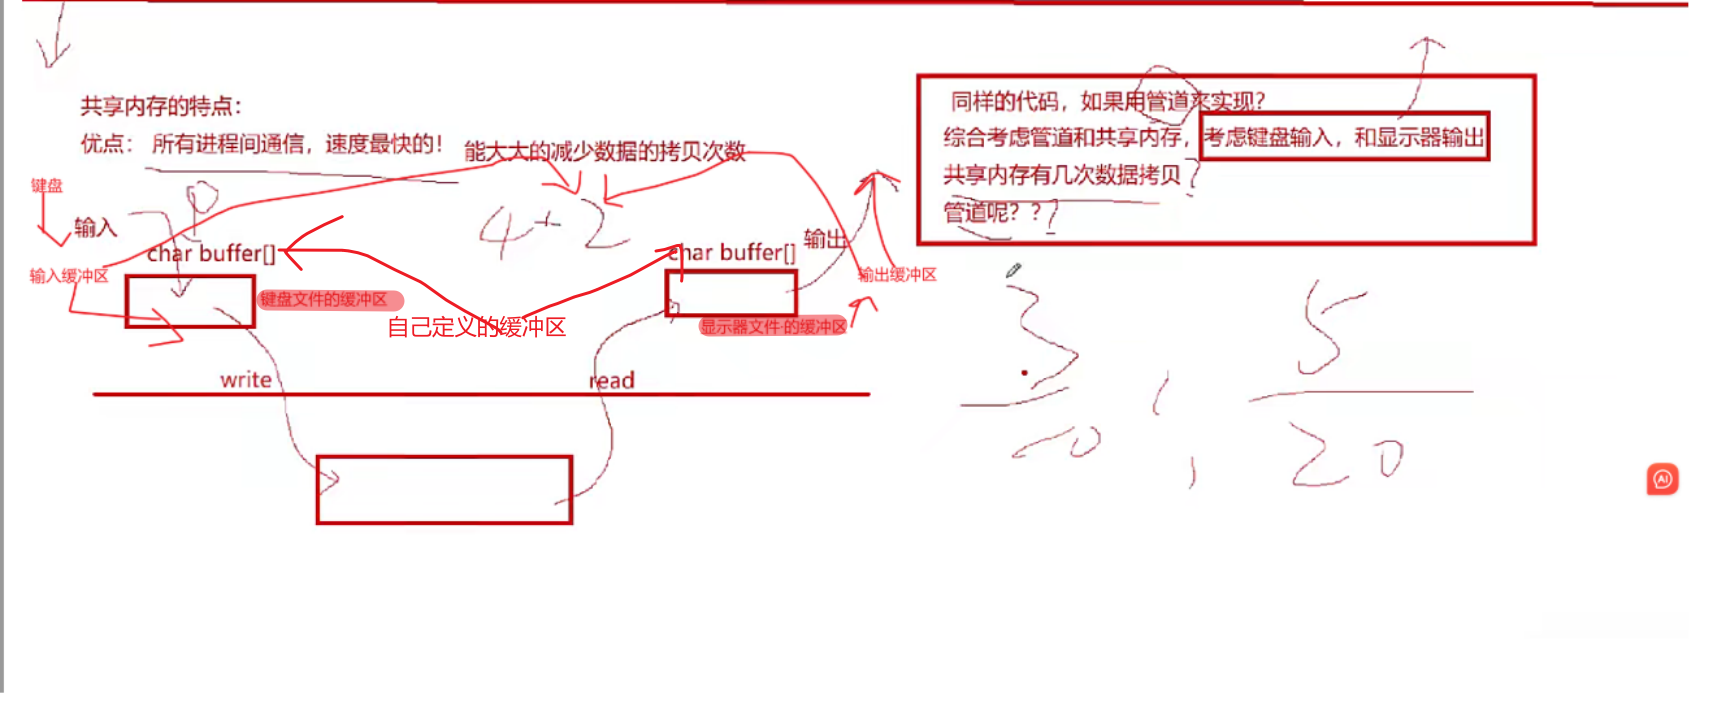 共享内存的特点：
优点： 所有进程间通信，速度最快的！ 能大大的减少数据的拷贝次数
键盘
输入
输入缓冲区
char buffer[]
键盘文件的缓冲区
4+2
自己定义的缓冲区
char buffer[]
输出
输出缓冲区
显示器文件的缓冲区
write
read
同样的代码，如果用管道来实现？
综合考虑管道和共享内存，考虑键盘输入，和显示器输出
共享内存有几次数据拷贝？
管道呢？？？
3
5
20
AI